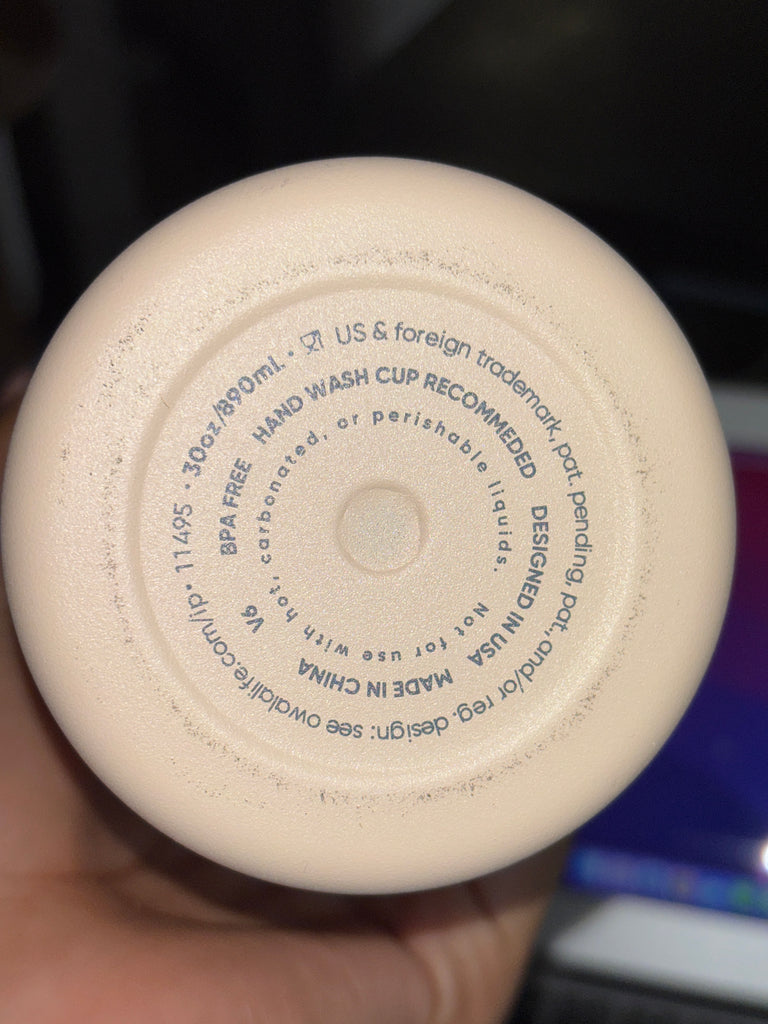 US & foreign trademark, pat. pending, pat., and/or reg. design: see owalalife.com/ip • 11495 • 30oz/890mL •
HAND WASH CUP RECOMMEDED DESIGNED IN USA MADE IN CHINA V6 BPA FREE
Not for use with hot, carbonated, or perishable liquids.